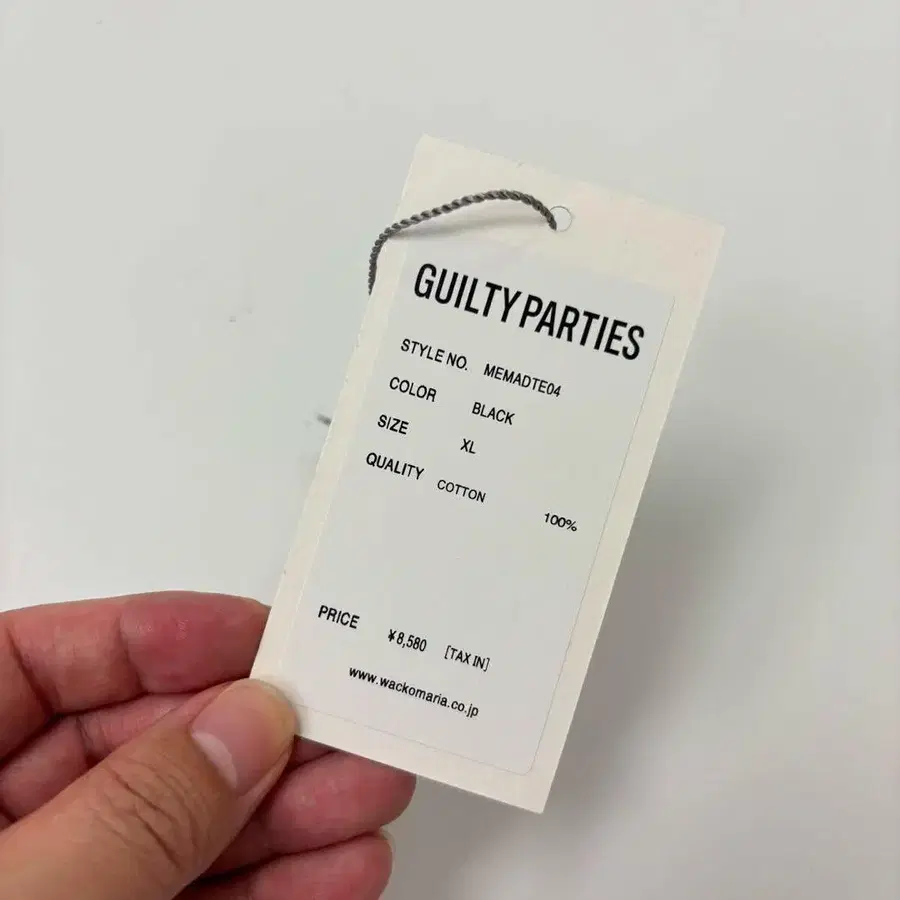 GUILTY PARTIES
STYLE NO. MEMADTE04
COLOR BLACK
SIZE XL
QUALITY COTTON
100%
PRICE ¥8,580 [TAX IN]
www.wackomaria.co.jp